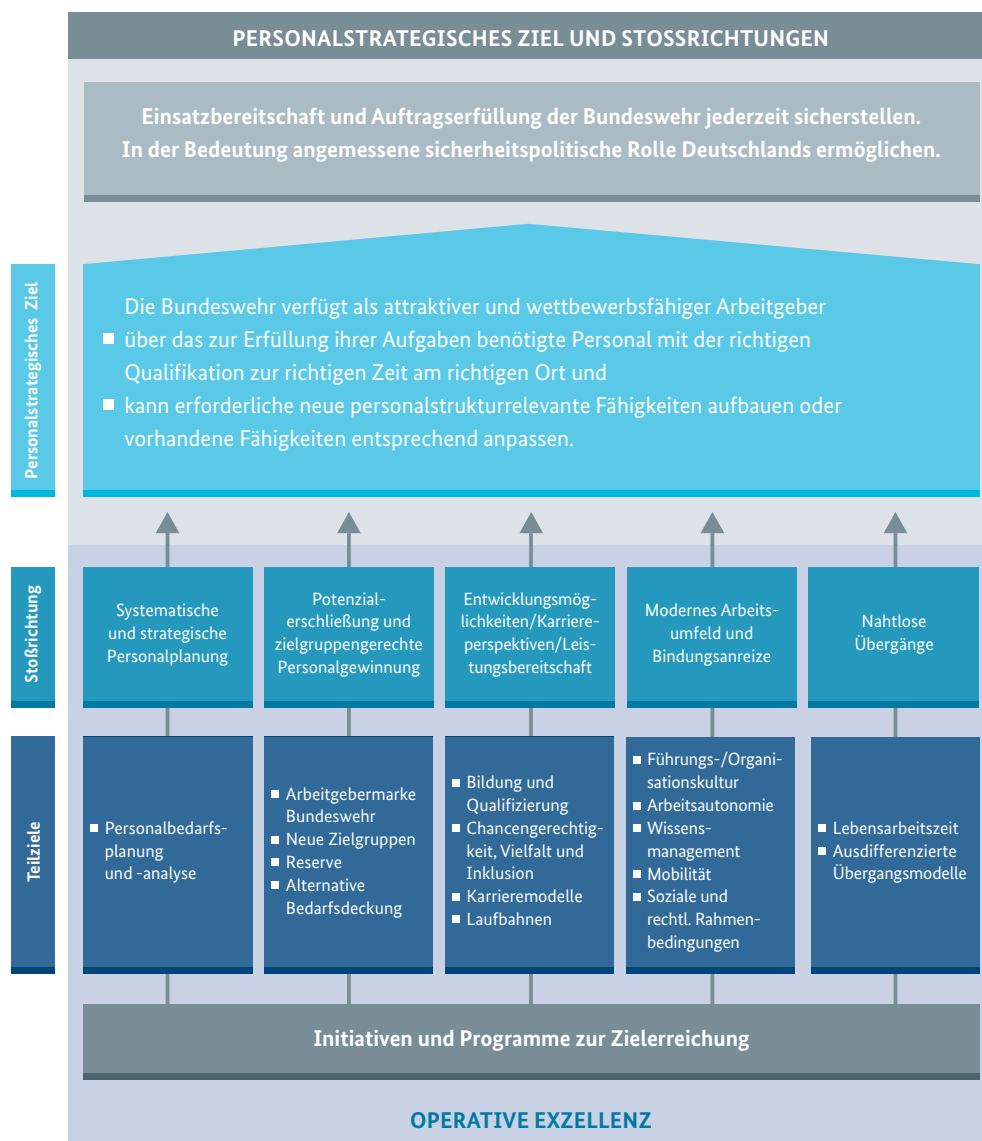 PERSONALSTRATEGISCHES ZIEL UND STOSSRICHTUNGEN
Einsatzbereitschaft und Auftragserfüllung der Bundeswehr jederzeit sicherstellen.
In der Bedeutung angemessene sicherheitspolitische Rolle Deutschlands ermöglichen.
Personalstrategisches Ziel
Die Bundeswehr verfügt als attraktiver und wettbewerbsfähiger Arbeitgeber
■ über das zur Erfüllung ihrer Aufgaben benötigte Personal mit der richtigen
Qualifikation zur richtigen Zeit am richtigen Ort und
■ kann erforderliche neue personalstrukturrelevante Fähigkeiten aufbauen oder
vorhandene Fähigkeiten entsprechend anpassen.
Stoßrichtung
Systematische
und strategische
Personalplanung
Potenzial-
erschließung und
zielgruppengerechte
Personalgewinnung
Entwicklungsmög-
lichkeiten/Karriere-
perspektiven/Leis-
tungsbereitschaft
Modernes Arbeits-
umfeld und
Bindungsanreize
Nahtlose
Übergänge
Teilziele
■ Personalbedarfs-
planung
und -analyse
■ Arbeitgebermarke
Bundeswehr
■ Neue Zielgruppen
■ Reserve
■ Alternative
Bedarfsdeckung
■ Bildung und
Qualifizierung
■ Chancengerechtig-
keit, Vielfalt und
Inklusion
■ Karrieremodelle
■ Laufbahnen
■ Führungs-/Organi-
sationskultur
■ Arbeitsautonomie
■ Wissens-
management
■ Mobilität
■ Soziale und
rechtl. Rahmen-
bedingungen
■ Lebensarbeitszeit
■ Ausdifferenzierte
Übergangsmodelle
Initiativen und Programme zur Zielerreichung
OPERATIVE EXZELLENZ